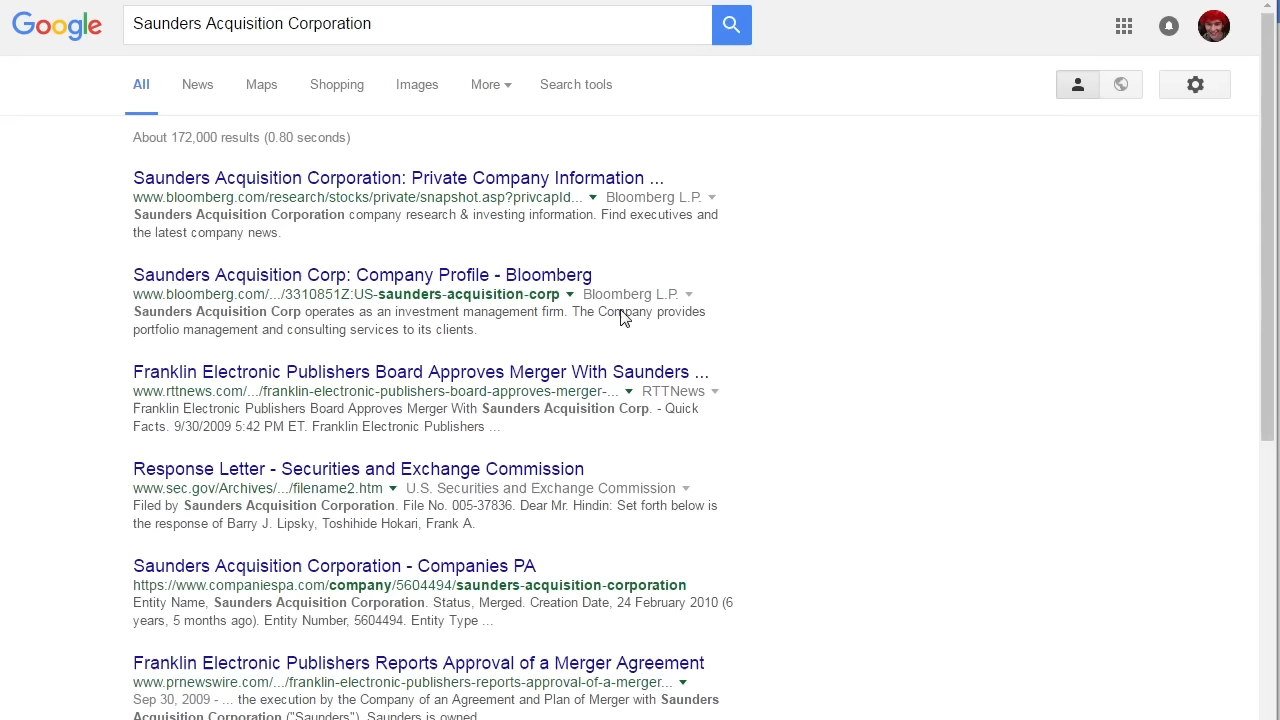 Google
Saunders Acquisition Corporation
All News Maps Shopping Images More Search tools
About 172,000 results (0.80 seconds)
Saunders Acquisition Corporation: Private Company Information ...
www.bloomberg.com/research/stocks/private/snapshot.asp?privcapId... Bloomberg L.P.
Saunders Acquisition Corporation company research & investing information. Find executives and
the latest company news.
Saunders Acquisition Corp: Company Profile - Bloomberg
www.bloomberg.com/.../3310851Z:US-saunders-acquisition-corp Bloomberg L.P.
Saunders Acquisition Corp operates as an investment management firm. The Company provides
portfolio management and consulting services to its clients.
Franklin Electronic Publishers Board Approves Merger With Saunders ...
www.rttnews.com/.../franklin-electronic-publishers-board-approves-merger-... RTTNews
Franklin Electronic Publishers Board Approves Merger With Saunders Acquisition Corp. - Quick
Facts. 9/30/2009 5:42 PM ET. Franklin Electronic Publishers ...
Response Letter - Securities and Exchange Commission
www.sec.gov/Archives/.../filename2.htm U.S. Securities and Exchange Commission
Filed by Saunders Acquisition Corporation. File No. 005-37836. Dear Mr. Hindin: Set forth below is
the response of Barry J. Lipsky, Toshihide Hokari, Frank A.
Saunders Acquisition Corporation - Companies PA
https://www.companiespa.com/company/5604494/saunders-acquisition-corporation
Entity Name, Saunders Acquisition Corporation. Status, Merged. Creation Date, 24 February 2010 (6
years, 5 months ago). Entity Number, 5604494. Entity Type ...
Franklin Electronic Publishers Reports Approval of a Merger Agreement
www.prnewswire.com/.../franklin-electronic-publishers-reports-approval-of-a-merger...
Sep 30, 2009 - ... the execution by the Company of an Agreement and Plan of Merger with Saunders
Acquisition Corporation ("Saunders"). Saunders is owned